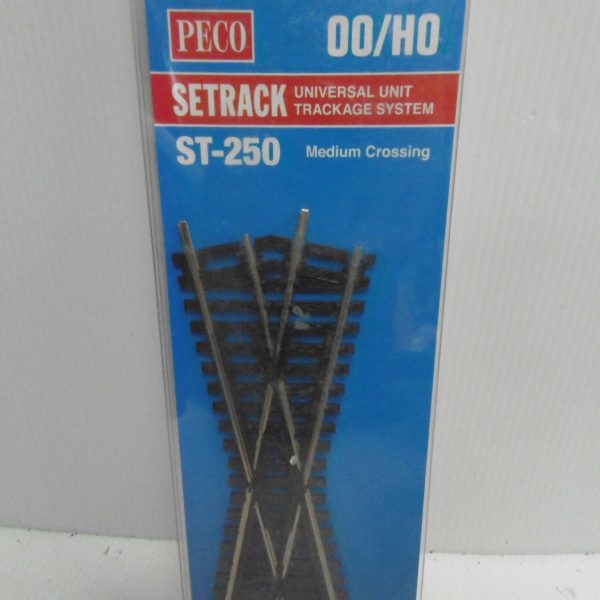 PECO
OO/HO
SETRACK
UNIVERSAL UNIT
TRACKAGE SYSTEM
ST-250
Medium Crossing